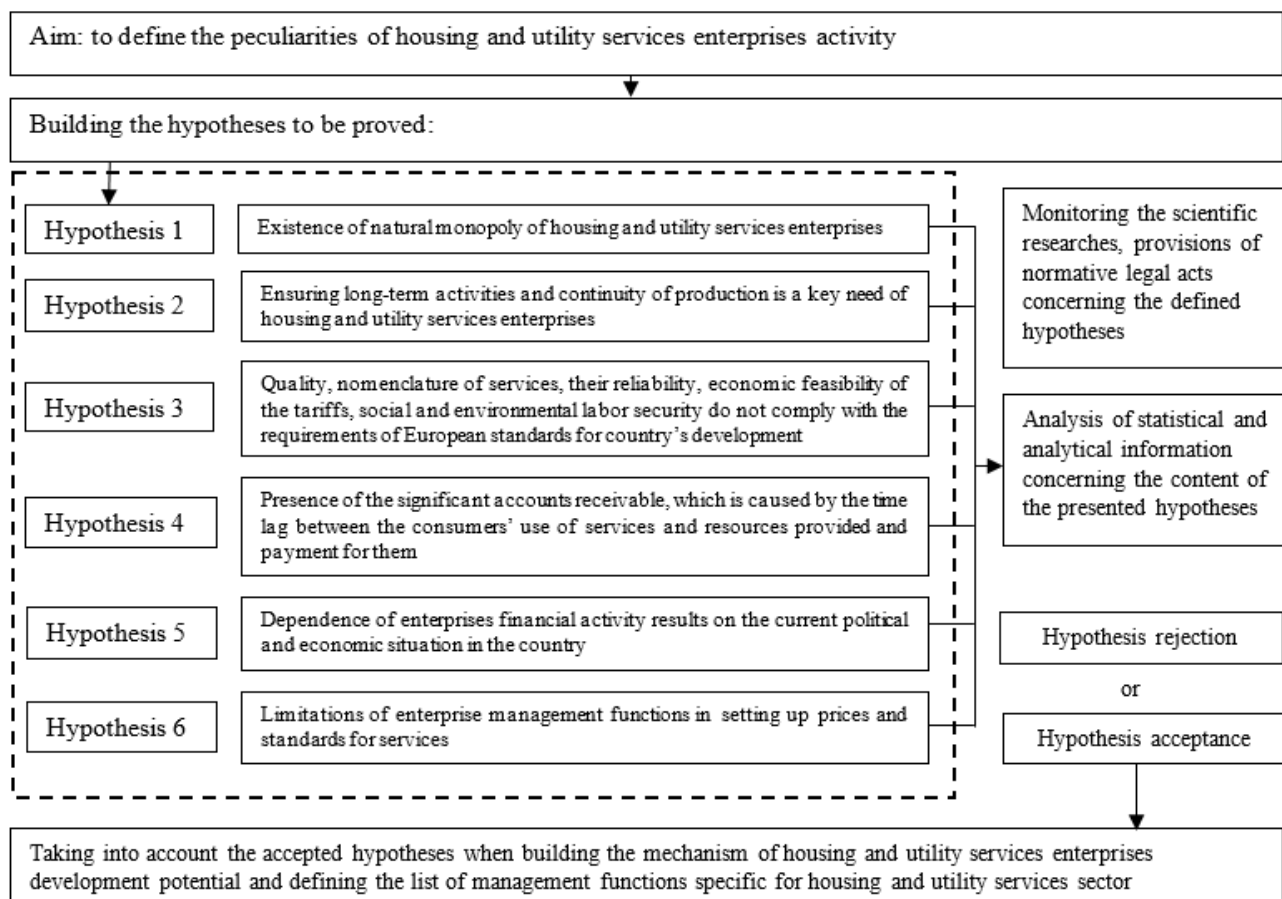 Aim: to define the peculiarities of housing and utility services enterprises activity
Building the hypotheses to be proved:
Hypothesis 1
Existence of natural monopoly of housing and utility services enterprises
Hypothesis 2
Ensuring long-term activities and continuity of production is a key need of
housing and utility services enterprises
Hypothesis 3
Quality, nomenclature of services, their reliability, economic feasibility of
the tariffs, social and environmental labor security do not comply with the
requirements of European standards for country’s development
Hypothesis 4
Presence of the significant accounts receivable, which is caused by the time
lag between the consumers’ use of services and resources provided and
payment for them
Hypothesis 5
Dependence of enterprises financial activity results on the current political
and economic situation in the country
Hypothesis 6
Limitations of enterprise management functions in setting up prices and
standards for services
Monitoring the scientific
researches, provisions of
normative legal acts
concerning the defined
hypotheses
Analysis of statistical and
analytical information
concerning the content of
the presented hypotheses
Hypothesis rejection
or
Hypothesis acceptance
Taking into account the accepted hypotheses when building the mechanism of housing and utility services enterprises
development potential and defining the list of management functions specific for housing and utility services sector